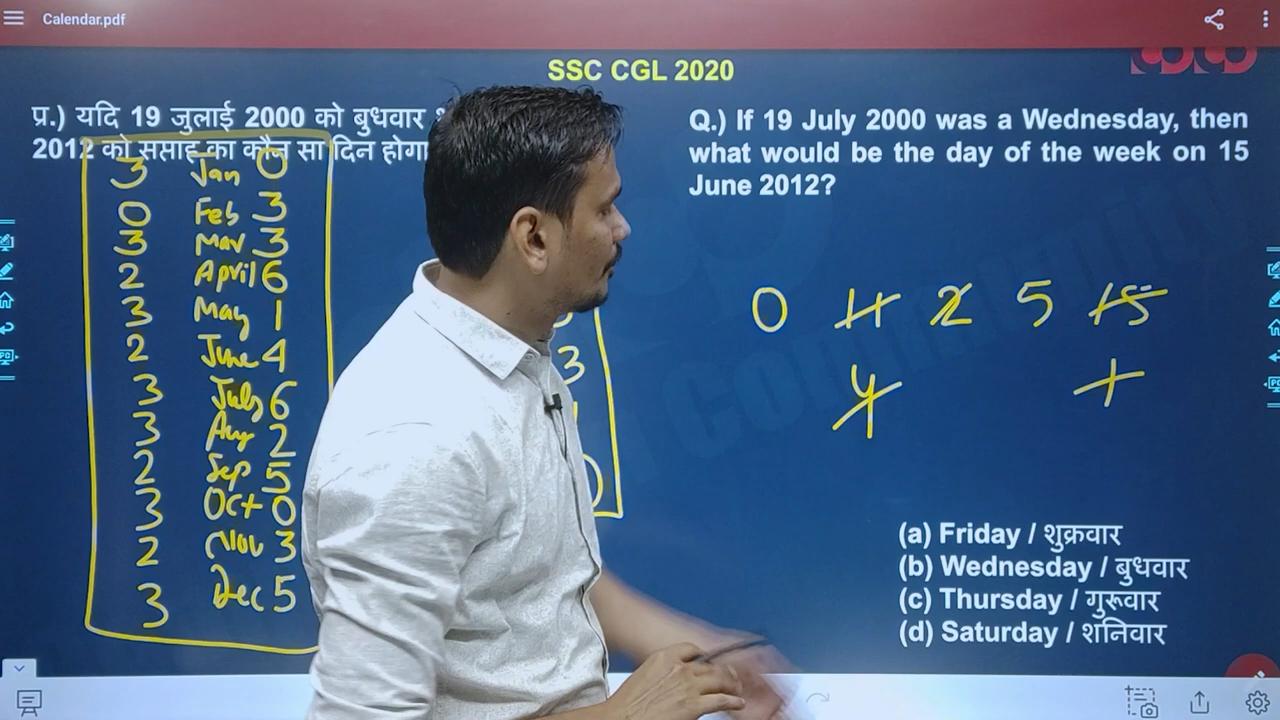 Calendar.pdf
SSC CGL 2020
प्र.) यदि 19 जुलाई 2000 को बुधवार
2012 को सप्ताह का कौन सा दिन होगा
Q.) If 19 July 2000 was a Wednesday, then
what would be the day of the week on 15
June 2012?
3 Jan 0
0 Feb 3
3 Mar 3
2 April 6
3 May 1
2 June 4
3 July 6
3 Aug 2
2 Sep 5
3 Oct 0
2 Nov 3
3 Dec 5
3
0 11 2 5 15
4 1
(a) Friday / शुक्रवार
(b) Wednesday / बुधवार
(c) Thursday / गुरूवार
(d) Saturday / शनिवार